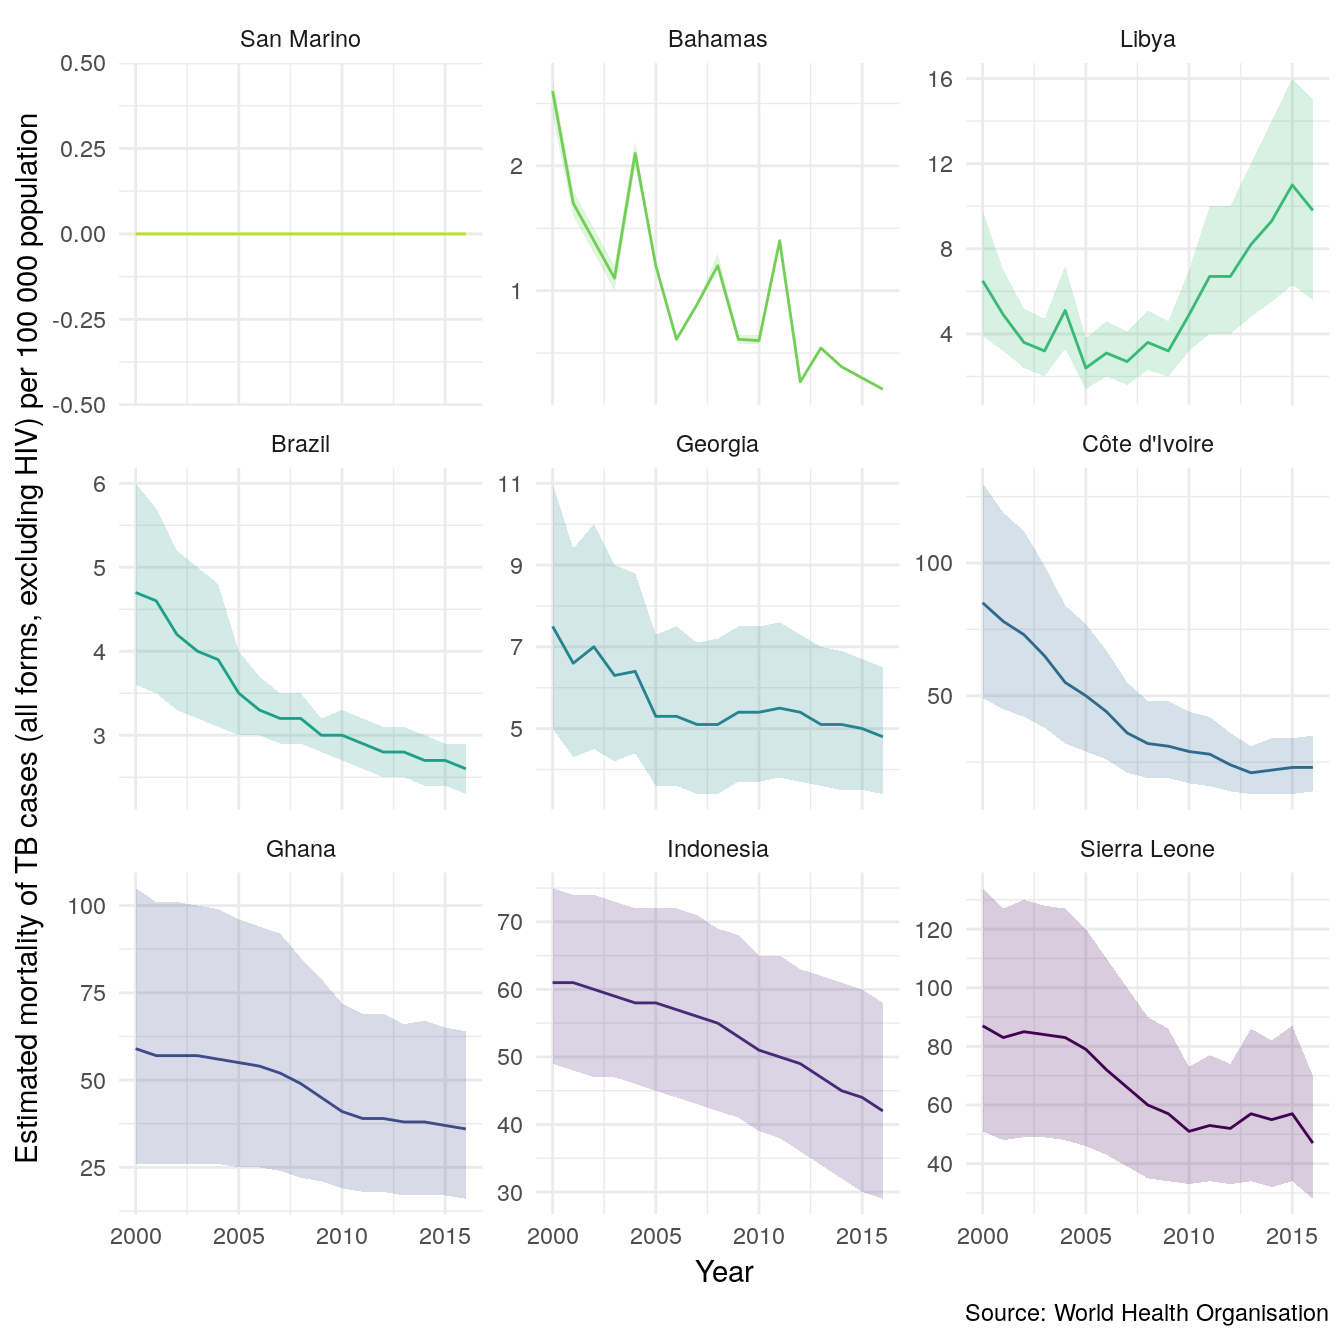 San Marino
Bahamas
Libya
0.50
0.25
0.00
-0.25
-0.50
2
1
16
12
8
4
Brazil
Georgia
Côte d'Ivoire
6
5
4
3
11
9
7
5
100
50
Ghana
Indonesia
Sierra Leone
100
75
50
25
70
60
50
40
30
120
100
80
60
40
2000 2005 2010 2015
2000 2005 2010 2015
2000 2005 2010 2015
Estimated mortality of TB cases (all forms, excluding HIV) per 100 000 population
Year
Source: World Health Organisation